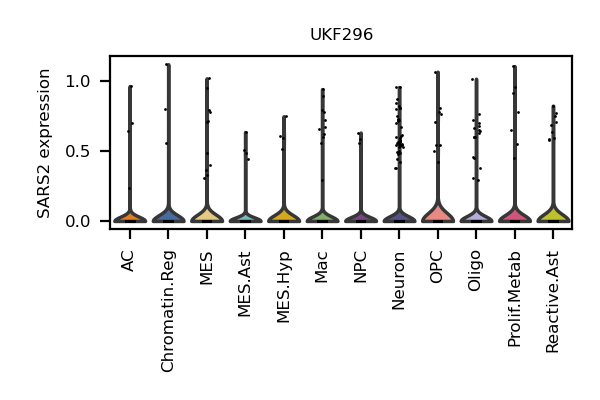 UKF296
SARS2 expression
1.0
0.5
0.0
AC
Chromatin.Reg
MES
MES.Ast
MES.Hyp
Mac
NPC
Neuron
OPC
Oligo
Prolif.Metab
Reactive.Ast